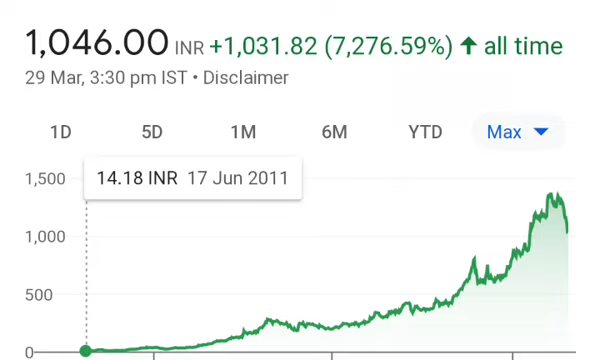 1,046.00 INR +1,031.82 (7,276.59%) ↑ all time
29 Mar, 3:30 pm IST • Disclaimer
1D 5D 1M 6M YTD Max
14.18 INR 17 Jun 2011
1,500
1,000
500
0